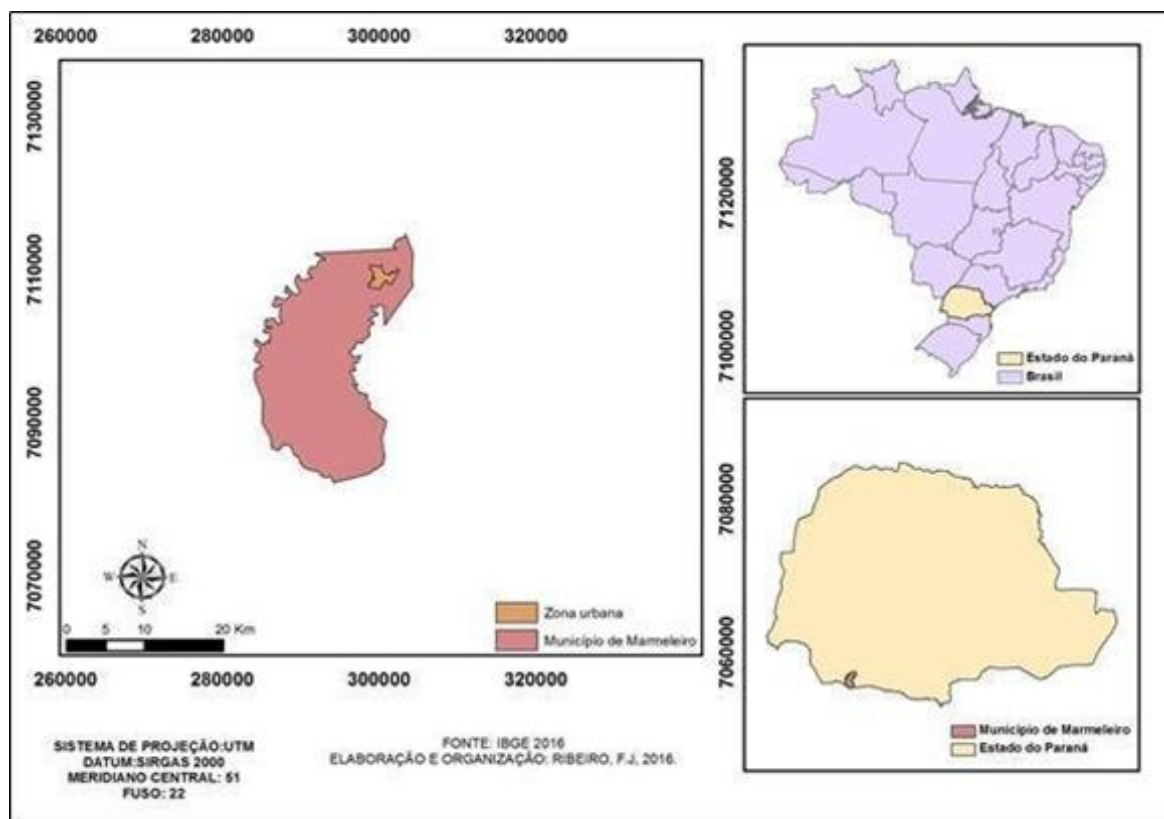 260000 280000 300000 320000
7130000
7110000
7090000
7070000
7120000
7100000
7080000
7060000
N
W E
S
0 5 10 20 Km
Zona urbana
Município de Marmeleiro
260000 280000 300000 320000
Estado do Paraná
Brasil
Município de Marmeleiro
Estado do Paraná
SISTEMA DE PROJEÇÃO:UTM
DATUM:SIRGAS 2000
MERIDIANO CENTRAL: 51
FUSO: 22
FONTE: IBGE 2016
ELABORAÇÃO E ORGANIZAÇÃO: RIBEIRO, F.J, 2016.